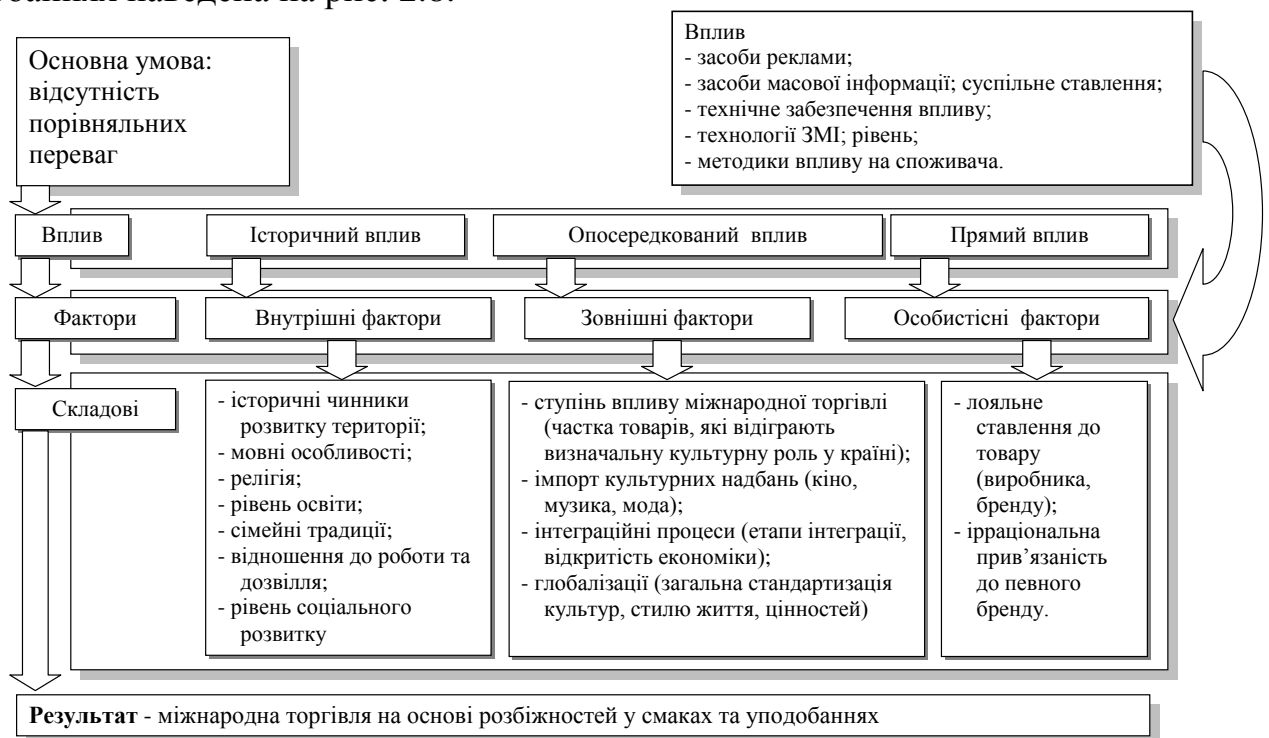 Основна умова:
відсутність
порівняльних
переваг
Вплив
- засоби реклами;
- засоби масової інформації; суспільне ставлення;
- технічне забезпечення впливу;
- технології ЗМІ; рівень;
- методики впливу на споживача.
Вплив
Історичний вплив
Опосередкований вплив
Прямий вплив
Фактори
Внутрішні фактори
Зовнішні фактори
Особистісні фактори
Складові
- історичні чинники
розвитку території;
- мовні особливості;
- релігія;
- рівень освіти;
- сімейні традиції;
- відношення до роботи та
дозвілля;
- рівень соціального
розвитку
- ступінь впливу міжнародної торгівлі
(частка товарів, які відіграють
визначальну культурну роль у країні);
- імпорт культурних надбань (кіно,
музика, мода);
- інтеграційні процеси (етапи інтеграції,
відкритість економіки);
- глобалізації (загальна стандартизація
культур, стилю життя, цінностей)
- лояльне
ставлення до
товару
(виробника,
бренду);
- ірраціональна
прив’язаність
до певного
бренду.
Результат - міжнародна торгівля на основі розбіжностей у смаках та уподобаннях